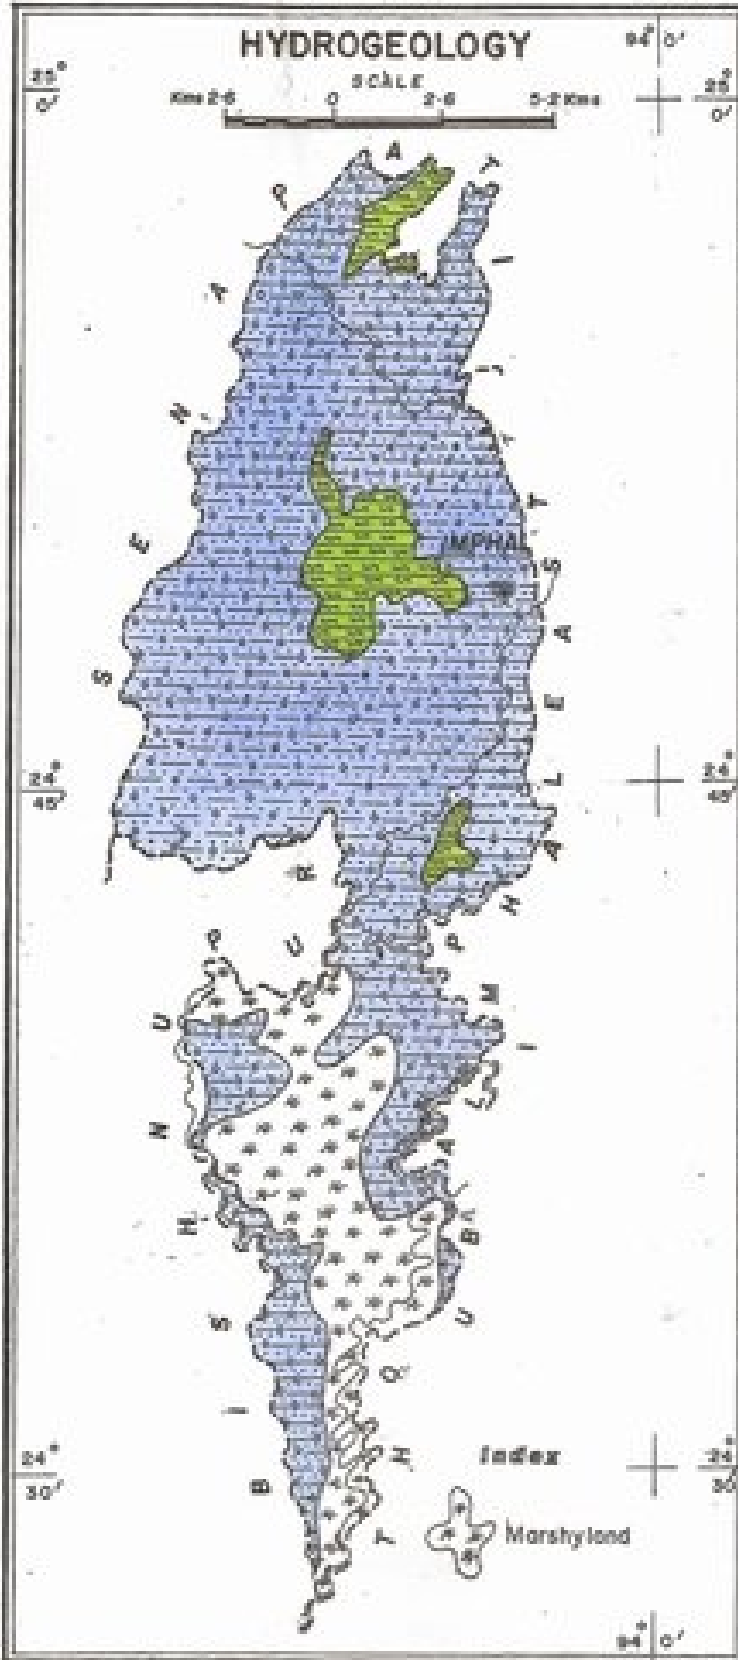 HYDROGEOLOGY
SCALE
Kms 2·6 0 2·6 5·2 Kms
94° 0'
25° 0'
25° 0'
S E N A P A T I
IMPHAL
I M P H A L E A S T
24° 45'
24° 45'
B I S H N U P U R
T H O U B A L
24° 30'
24° 30'
Index
Marshyland
94° 0'